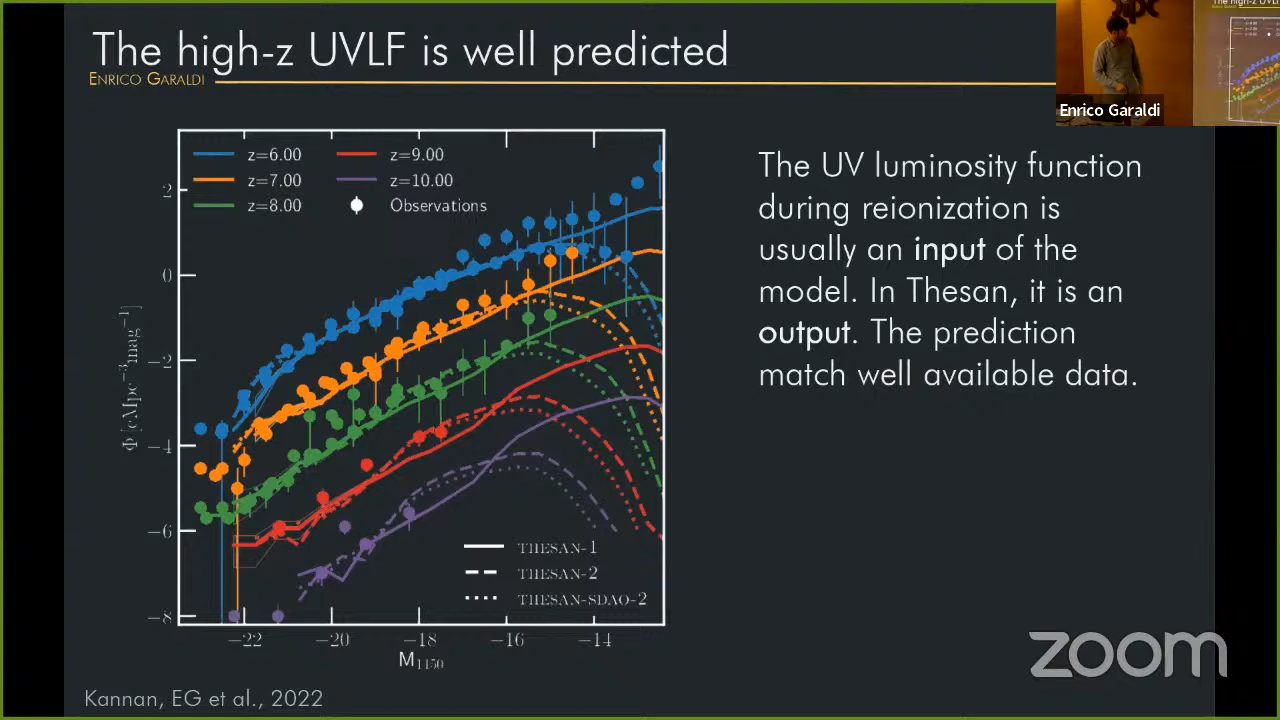 The high-z UVLF is well predicted
ENRICO GARALDI
Enrico Garaldi
z=6.00
z=7.00
z=8.00
z=9.00
z=10.00
Observations
2
0
−2
−4
−6
−8
Φ [cMpc⁻³mag⁻¹]
THESAN-1
THESAN-2
THESAN-SDAO-2
−22
−20
−18
−16
−14
M₁₁₅₀
The UV luminosity function
during reionization is
usually an input of the
model. In Thesan, it is an
output. The prediction
match well available data.
Kannan, EG et al., 2022
zoom